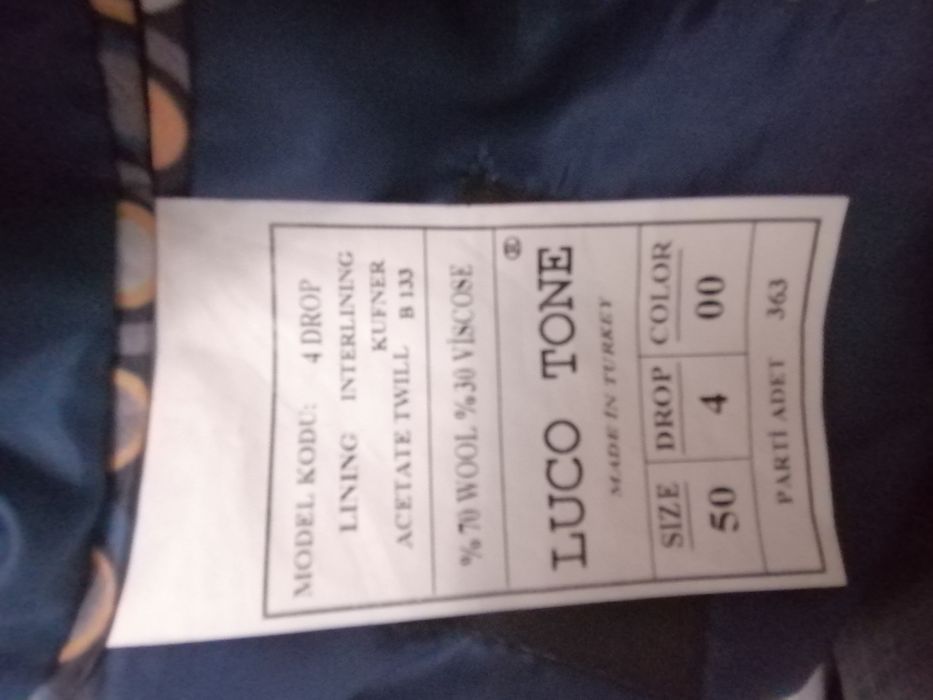 MODEL KODU: 4 DROP
LINING INTERLINING
KUFNER
ACETATE TWILL B 133
% 70 WOOL % 30 VİSCOSE
LUCO TONE ®
MADE IN TURKEY
SIZE DROP COLOR
50 4 00
PARTİ ADET 363